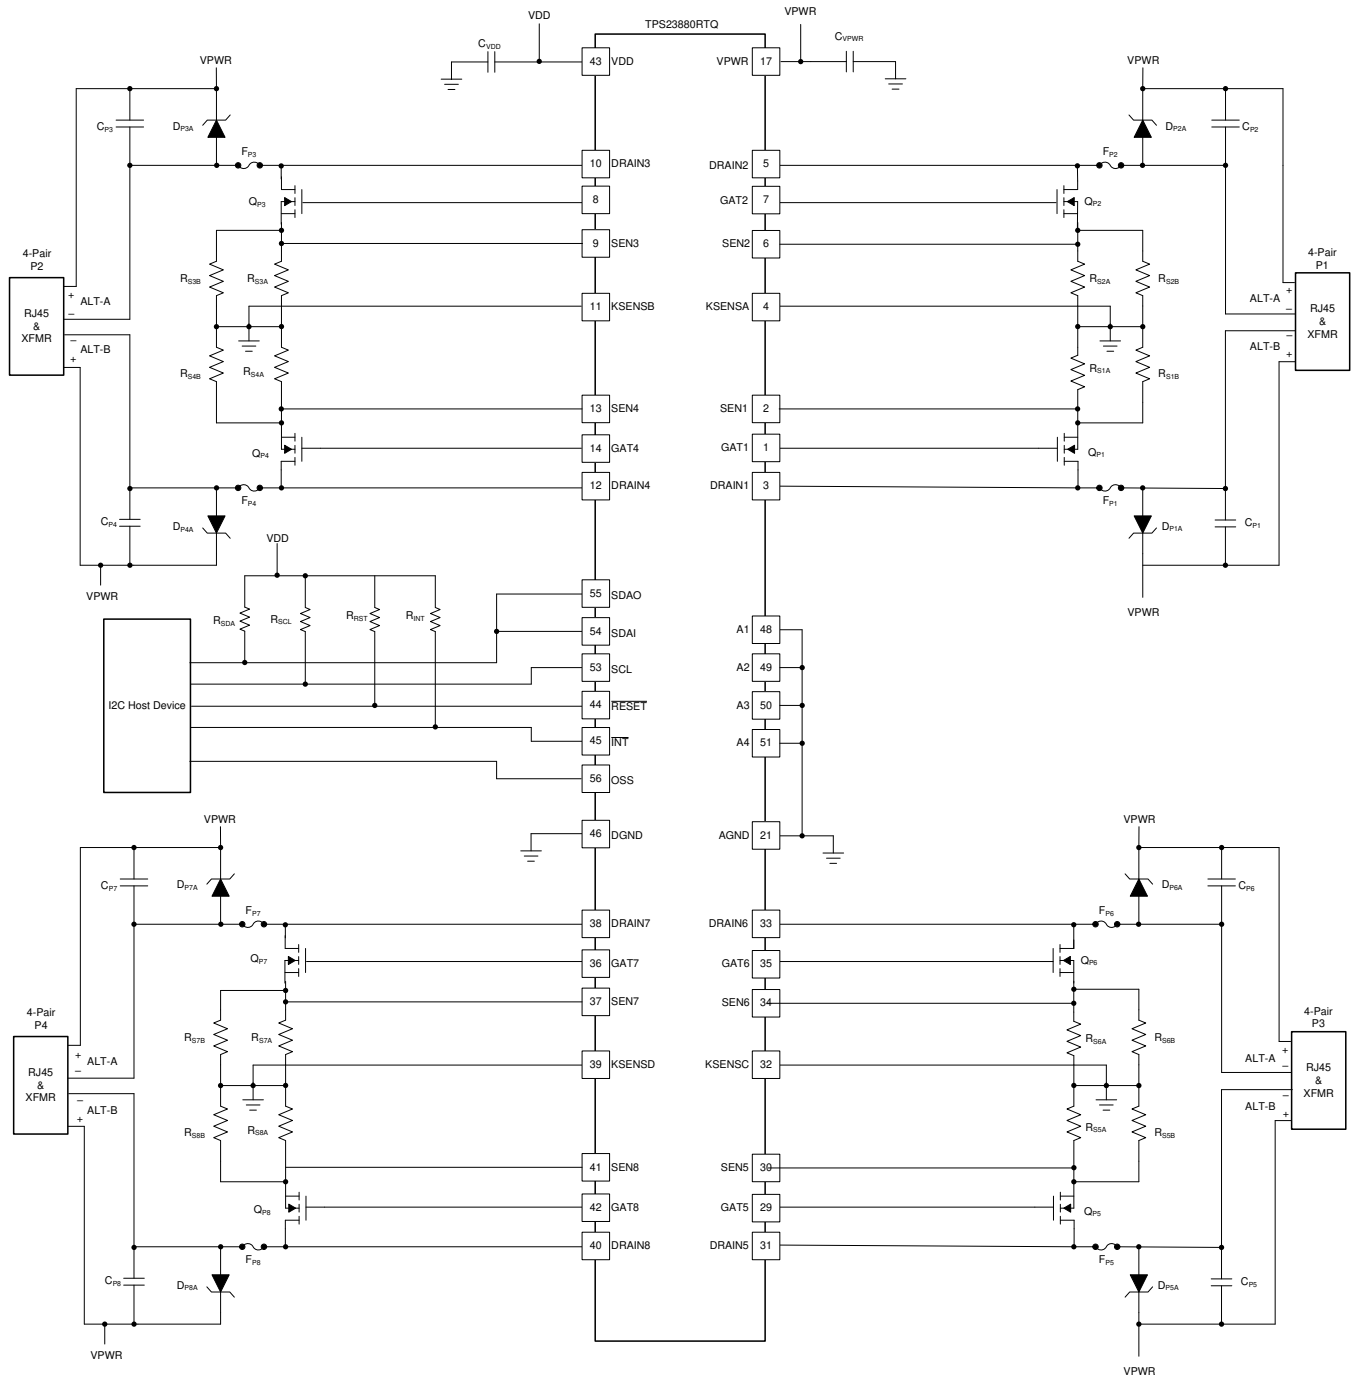 TPS23880RTQ
VDD
VPWR
CVDD
CVPWR
43 VDD
VPWR 17
VPWR
CP3
DP3A
FP3
10 DRAIN3
8
QP3
9 SEN3
RS3B
RS3A
11 KSENSB
4-Pair
P2
RJ45
&
XFMR
+
ALT-A
–
–
ALT-B
+
RS4B
RS4A
13 SEN4
14 GAT4
QP4
12 DRAIN4
FP4
CP4
DP4A
VPWR
VPWR
DP2A
CP2
FP2
DRAIN2 5
GAT2 7
QP2
SEN2 6
RS2A
RS2B
KSENSA 4
4-Pair
P1
RJ45
&
XFMR
+
ALT-A
–
–
ALT-B
+
RS1A
RS1B
SEN1 2
GAT1 1
QP1
DRAIN1 3
FP1
DP1A
CP1
VPWR
VDD
RSDA
RSCL
RRST
RINT
I2C Host Device
55 SDAO
54 SDAI
53 SCL
44 RESET
45 INT
56 OSS
46 DGND
A1 48
A2 49
A3 50
A4 51
AGND 21
VPWR
CP7
DP7A
FP7
38 DRAIN7
36 GAT7
QP7
37 SEN7
RS7B
RS7A
39 KSENSD
4-Pair
P4
RJ45
&
XFMR
+
ALT-A
–
–
ALT-B
+
RS8B
RS8A
41 SEN8
42 GAT8
QP8
40 DRAIN8
FP8
CP8
DP8A
VPWR
VPWR
DP6A
CP6
FP6
DRAIN6 33
GAT6 35
QP6
SEN6 34
RS6A
RS6B
KSENSC 32
4-Pair
P3
RJ45
&
XFMR
+
ALT-A
–
–
ALT-B
+
RS5A
RS5B
SEN5 30
GAT5 29
QP5
DRAIN5 31
FP5
DP5A
CP5
VPWR